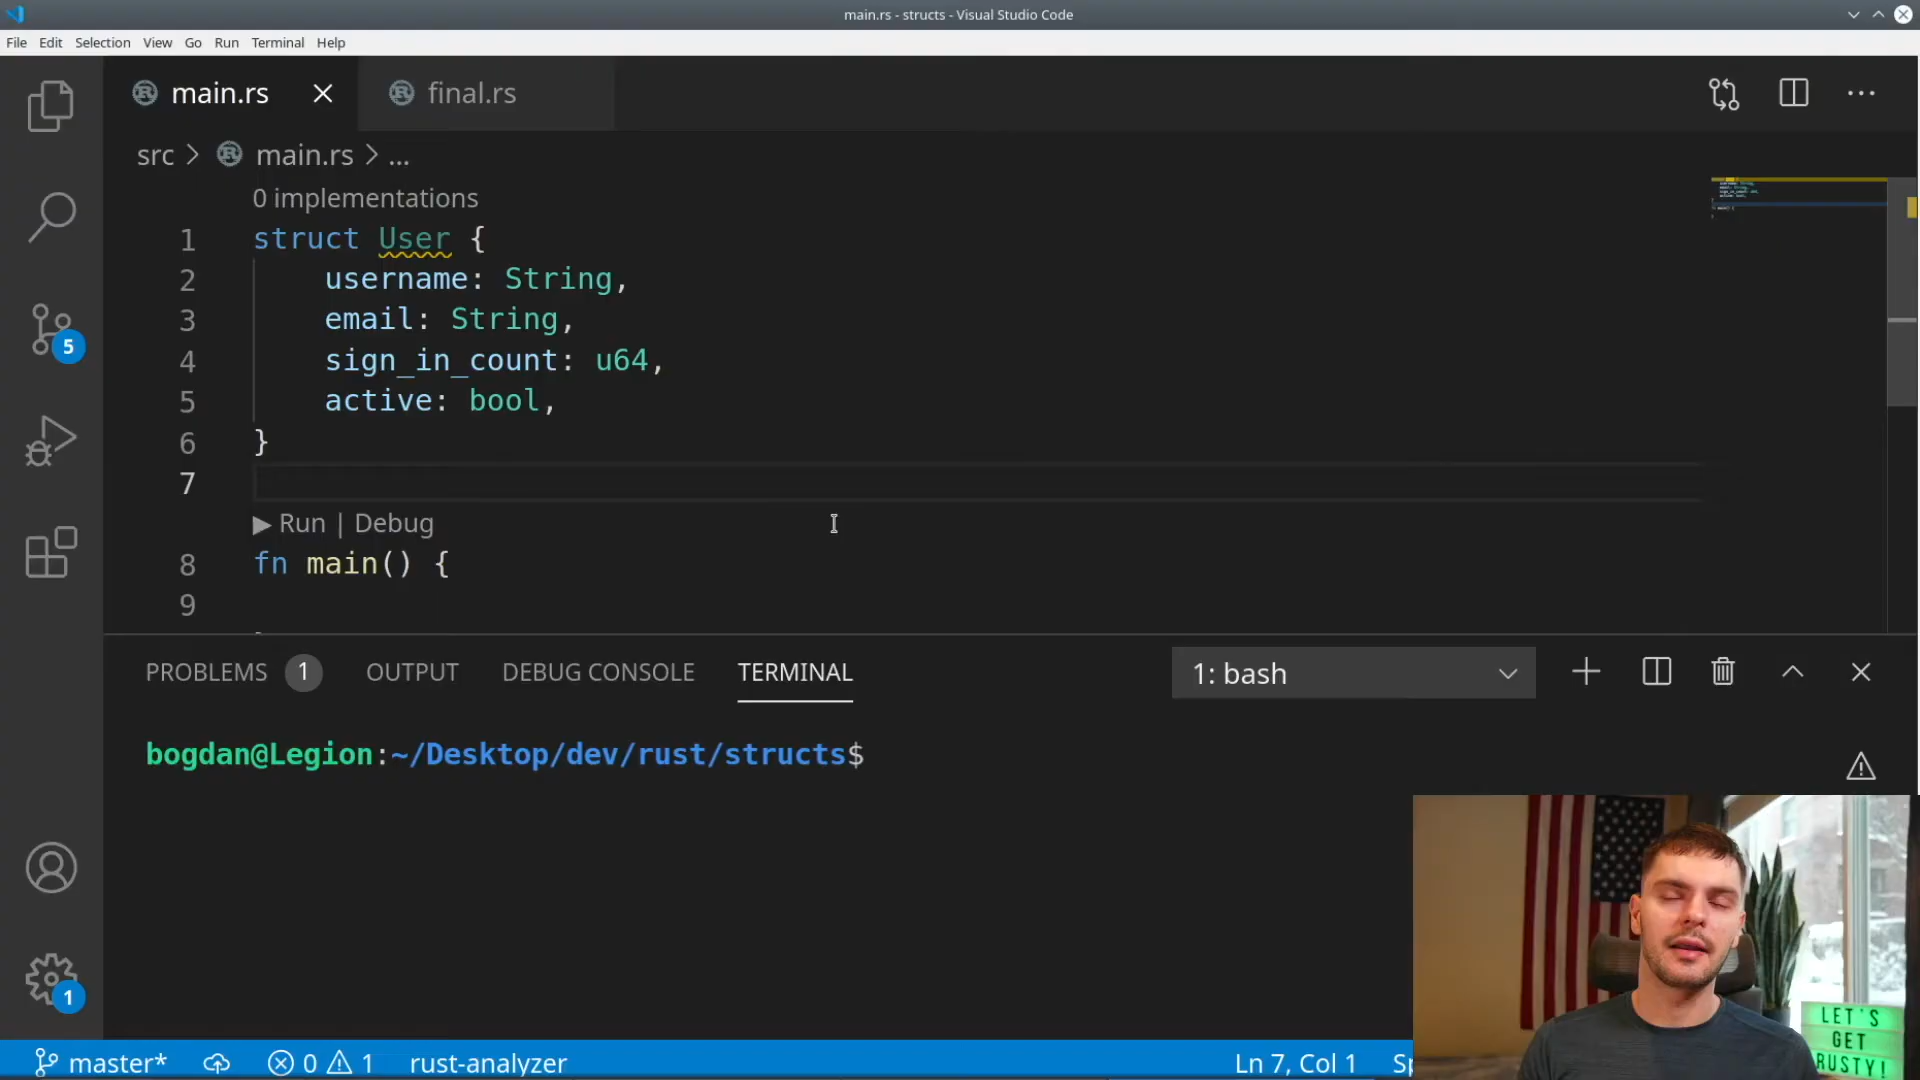 main.rs - structs - Visual Studio Code
File Edit Selection View Go Run Terminal Help
main.rs final.rs
src > main.rs > ...
0 implementations
1 struct User {
2 username: String,
3 email: String,
4 sign_in_count: u64,
5 active: bool,
6 }
7
▶ Run | Debug
8 fn main() {
9
5
PROBLEMS 1 OUTPUT DEBUG CONSOLE TERMINAL 1: bash
bogdan@Legion:~/Desktop/dev/rust/structs$
1
LET'S
GET
RUSTY!
master* 0 1 rust-analyzer Ln 7, Col 1